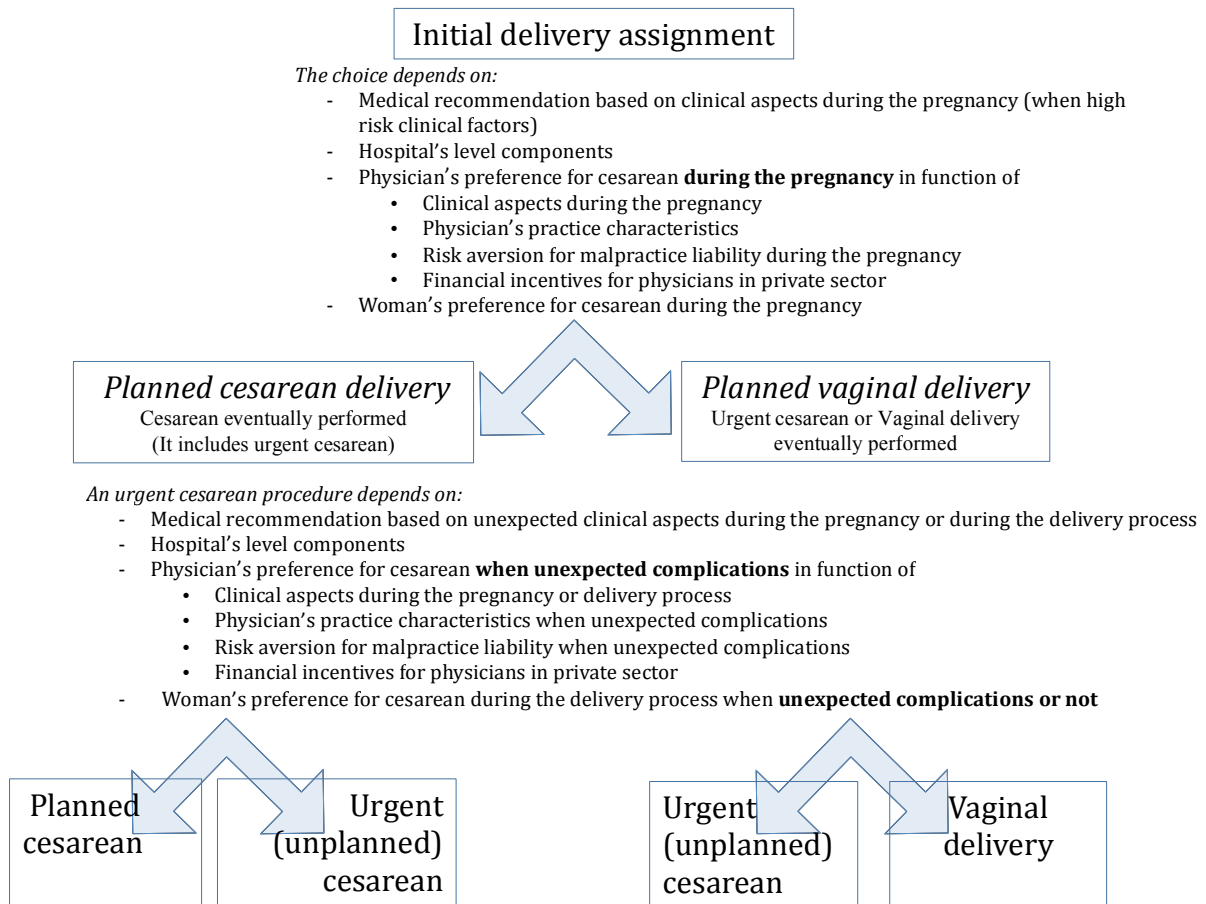 Initial delivery assignment
The choice depends on:
- Medical recommendation based on clinical aspects during the pregnancy (when high
risk clinical factors)
- Hospital’s level components
- Physician’s preference for cesarean during the pregnancy in function of
• Clinical aspects during the pregnancy
• Physician’s practice characteristics
• Risk aversion for malpractice liability during the pregnancy
• Financial incentives for physicians in private sector
- Woman’s preference for cesarean during the pregnancy
Planned cesarean delivery
Cesarean eventually performed
(It includes urgent cesarean)
Planned vaginal delivery
Urgent cesarean or Vaginal delivery
eventually performed
An urgent cesarean procedure depends on:
- Medical recommendation based on unexpected clinical aspects during the pregnancy or during the delivery process
- Hospital’s level components
- Physician’s preference for cesarean when unexpected complications in function of
• Clinical aspects during the pregnancy or delivery process
• Physician’s practice characteristics when unexpected complications
• Risk aversion for malpractice liability when unexpected complications
• Financial incentives for physicians in private sector
- Woman’s preference for cesarean during the delivery process when unexpected complications or not
Planned
cesarean
Urgent
(unplanned)
cesarean
Urgent
(unplanned)
cesarean
Vaginal
delivery